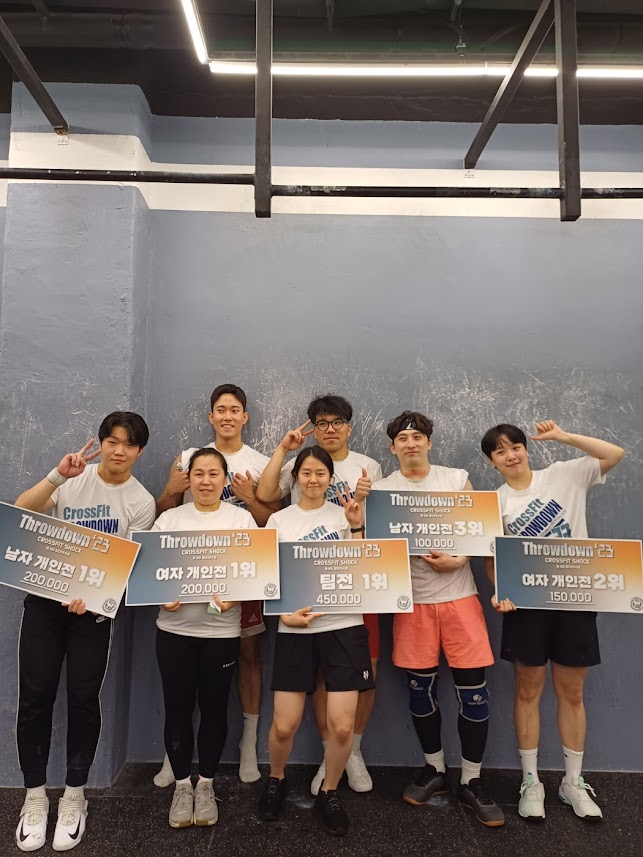 CrossFit
CrossFit
THROWDOWN
CrossFit
Throwdown '23
CROSSFIT SHOCK
남자 개인전 1위
200,000
Throwdown '23
CROSSFIT SHOCK
여자 개인전 1위
200,000
Throwdown '23
CROSSFIT SHOCK
팀전 1위
450,000
Throwdown '23
CROSSFIT SHOCK
남자 개인전 3위
100,000
Throwdown '23
CROSSFIT SHOCK
여자 개인전 2위
150,000